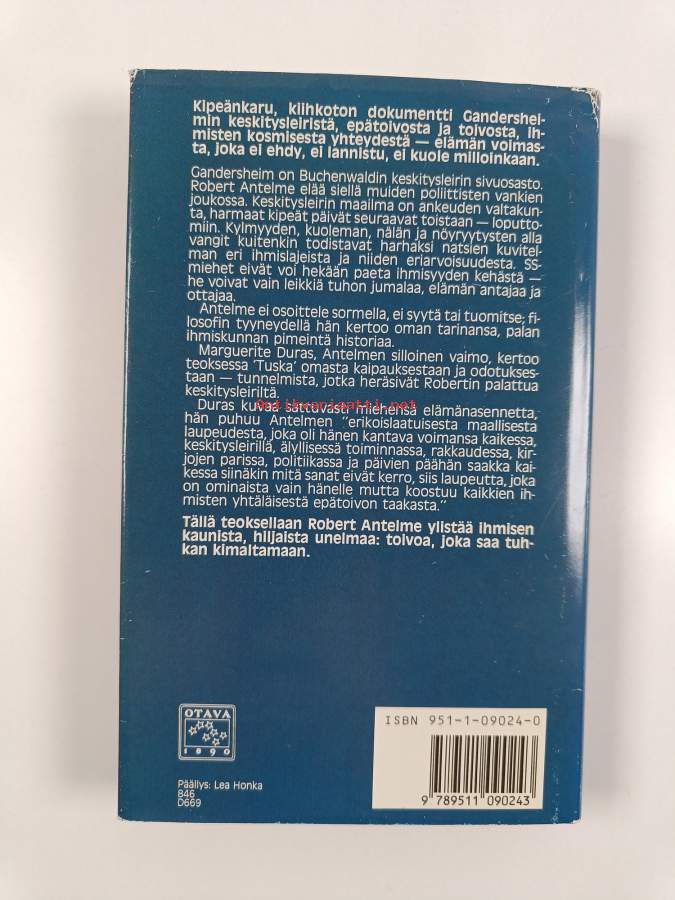 Kipeänkaru, kiihkoton dokumentti Gandershei-
min keskitysleiristä, epätoivosta ja toivosta, ih-
misten kosmisesta yhteydestä — elämän voimas-
ta, joka ei ehdy, ei lannistu, ei kuole milloinkaan.
Gandersheim on Buchenwaldin keskitysleirin sivuosasto.
Robert Antelme elää siellä muiden poliittisten vankien
joukossa. Keskitysleirin maailma on ankeuden valtakun-
ta, harmaat kipeät päivät seuraavat toistaan — loputto-
miin. Kylmyyden, kuoleman, nälän ja nöyryytysten alla
vangit kuitenkin todistavat harhaksi natsien kuvitel-
man eri ihmislajeista ja niiden eriarvoisuudesta. SS-
miehet eivät voi hekään paeta ihmisyyden kehästä —
he voivat vain leikkiä tuhon jumalaa, elämän antajaa ja
ottajaa.
Antelme ei osoittele sormella, ei syytä tai tuomitse; fi-
losofin tyyneydellä hän kertoo oman tarinansa, palan
ihmiskunnan pimeintä historiaa.
Marguerite Duras, Antelmen silloinen vaimo, kertoo
teoksessa 'Tuska' omasta kaipauksestaan ja odotukses-
taan — tunnelmista, jotka heräsivät Robertin palattua
keskitysleiriltä.
Antikvariaatti.net
Duras kuvaa sattuvasti miehensä elämänasennetta,
hän puhuu Antelmen "erikoislaatuisesta maallisesta
laupeudesta, joka oli hänen kantava voimansa kaikessa,
keskitysleirillä, älyllisessä toiminnassa, rakkaudessa, kir-
jojen parissa, politiikassa ja päivien päähän saakka kai-
kessa siinäkin mitä sanat eivät kerro, siis laupeutta, joka
on ominaista vain hänelle mutta koostuu kaikkien ih-
misten yhtäläisestä epätoivon taakasta."
Tällä teoksellaan Robert Antelme ylistää ihmisen
kaunista, hiljaista unelmaa: toivoa, joka saa tuh-
kan kimaltamaan.
OTAVA
1890
Päällys: Lea Honka
846
D669
ISBN 951-1-09024-0
9 789511 090243